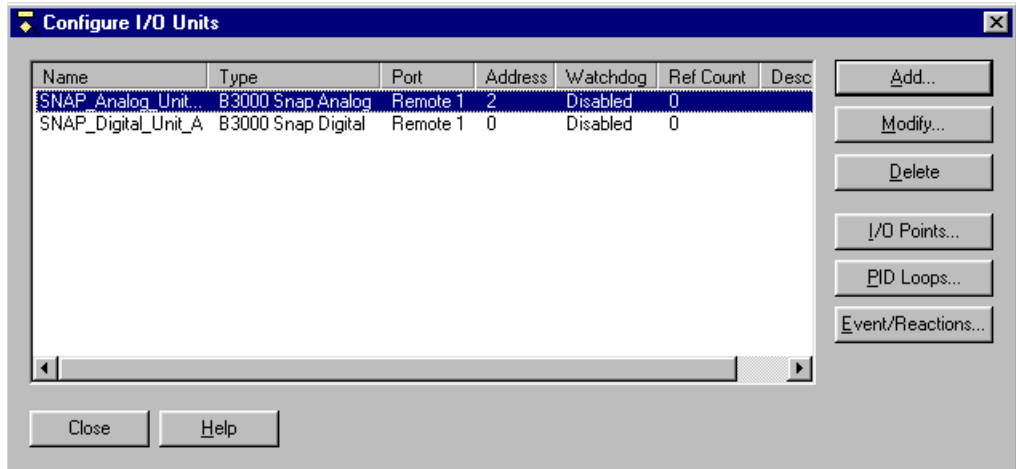 Configure I/O Units
Name Type Port Address Watchdog Ref Count Desc
SNAP_Analog_Unit... B3000 Snap Analog Remote 1 2 Disabled 0
SNAP_Digital_Unit_A B3000 Snap Digital Remote 1 0 Disabled 0
Add...
Modify...
Delete
I/O Points...
PID Loops...
Event/Reactions...
Close Help